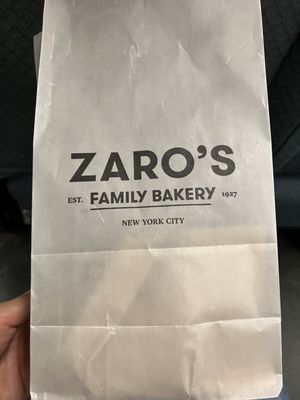 ZARO'S
EST. FAMILY BAKERY 1927
NEW YORK CITY